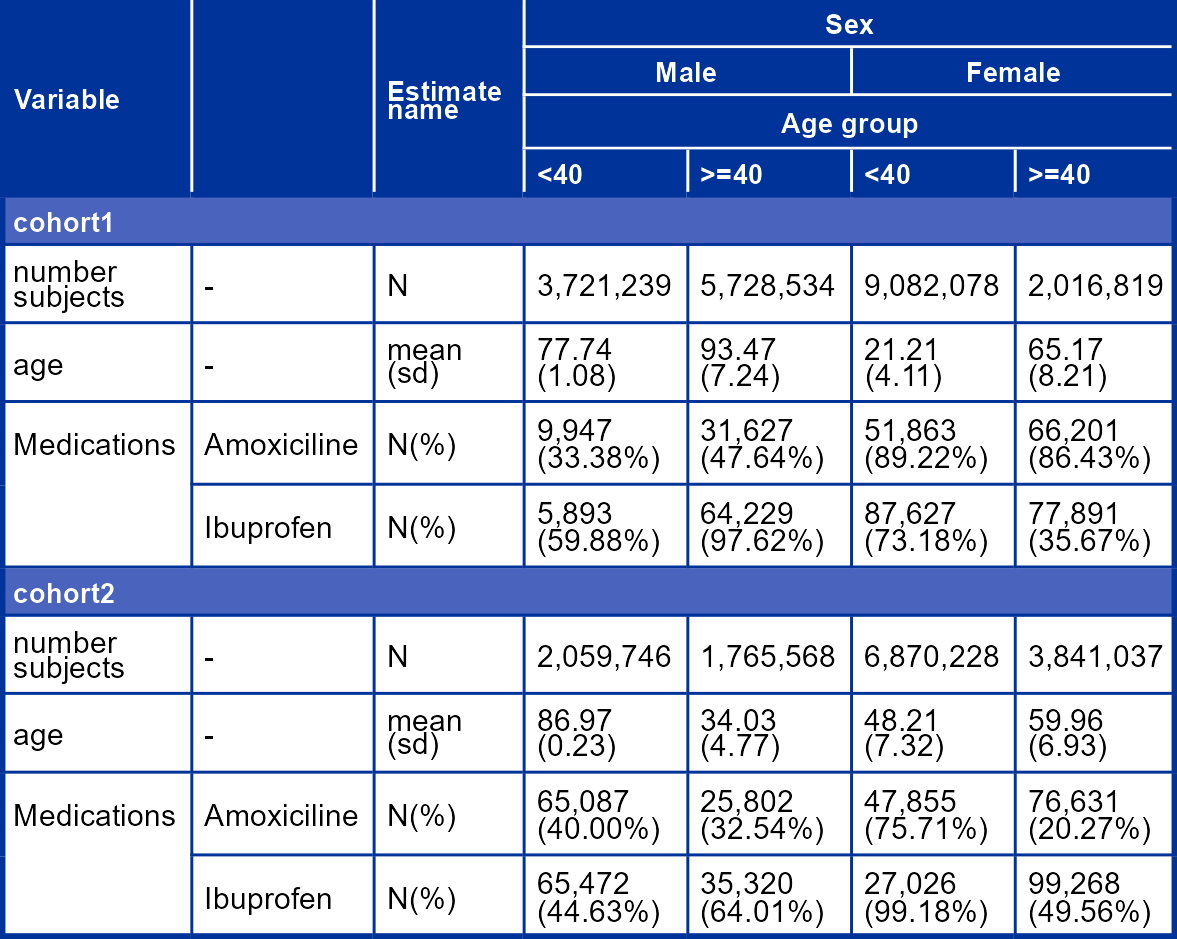 Sex
Male Female
Variable Estimate name Age group
<40 >=40 <40 >=40
cohort1
number subjects - N 3,721,239 5,728,534 9,082,078 2,016,819
age - mean (sd) 77.74 (1.08) 93.47 (7.24) 21.21 (4.11) 65.17 (8.21)
Medications Amoxiciline N(%) 9,947 (33.38%) 31,627 (47.64%) 51,863 (89.22%) 66,201 (86.43%)
Ibuprofen N(%) 5,893 (59.88%) 64,229 (97.62%) 87,627 (73.18%) 77,891 (35.67%)
cohort2
number subjects - N 2,059,746 1,765,568 6,870,228 3,841,037
age - mean (sd) 86.97 (0.23) 34.03 (4.77) 48.21 (7.32) 59.96 (6.93)
Medications Amoxiciline N(%) 65,087 (40.00%) 25,802 (32.54%) 47,855 (75.71%) 76,631 (20.27%)
Ibuprofen N(%) 65,472 (44.63%) 35,320 (64.01%) 27,026 (99.18%) 99,268 (49.56%)